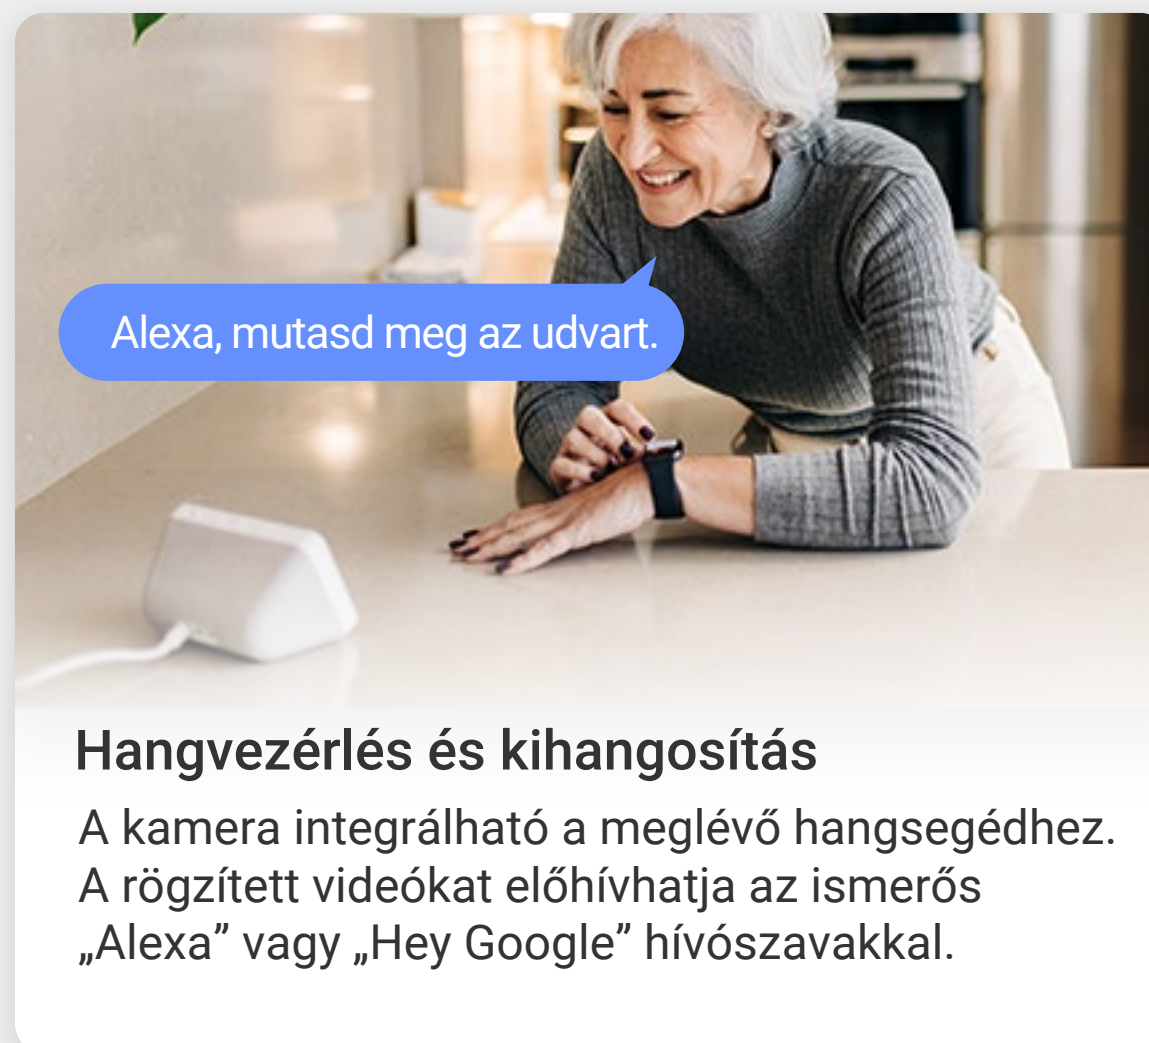 Alexa, mutasd meg az udvart.
Hangvezérlés és kihangosítás
A kamera integrálható a meglévő hangsegédhez.
A rögzített videókat előhívhatja az ismerős
„Alexa” vagy „Hey Google” hívószavakkal.